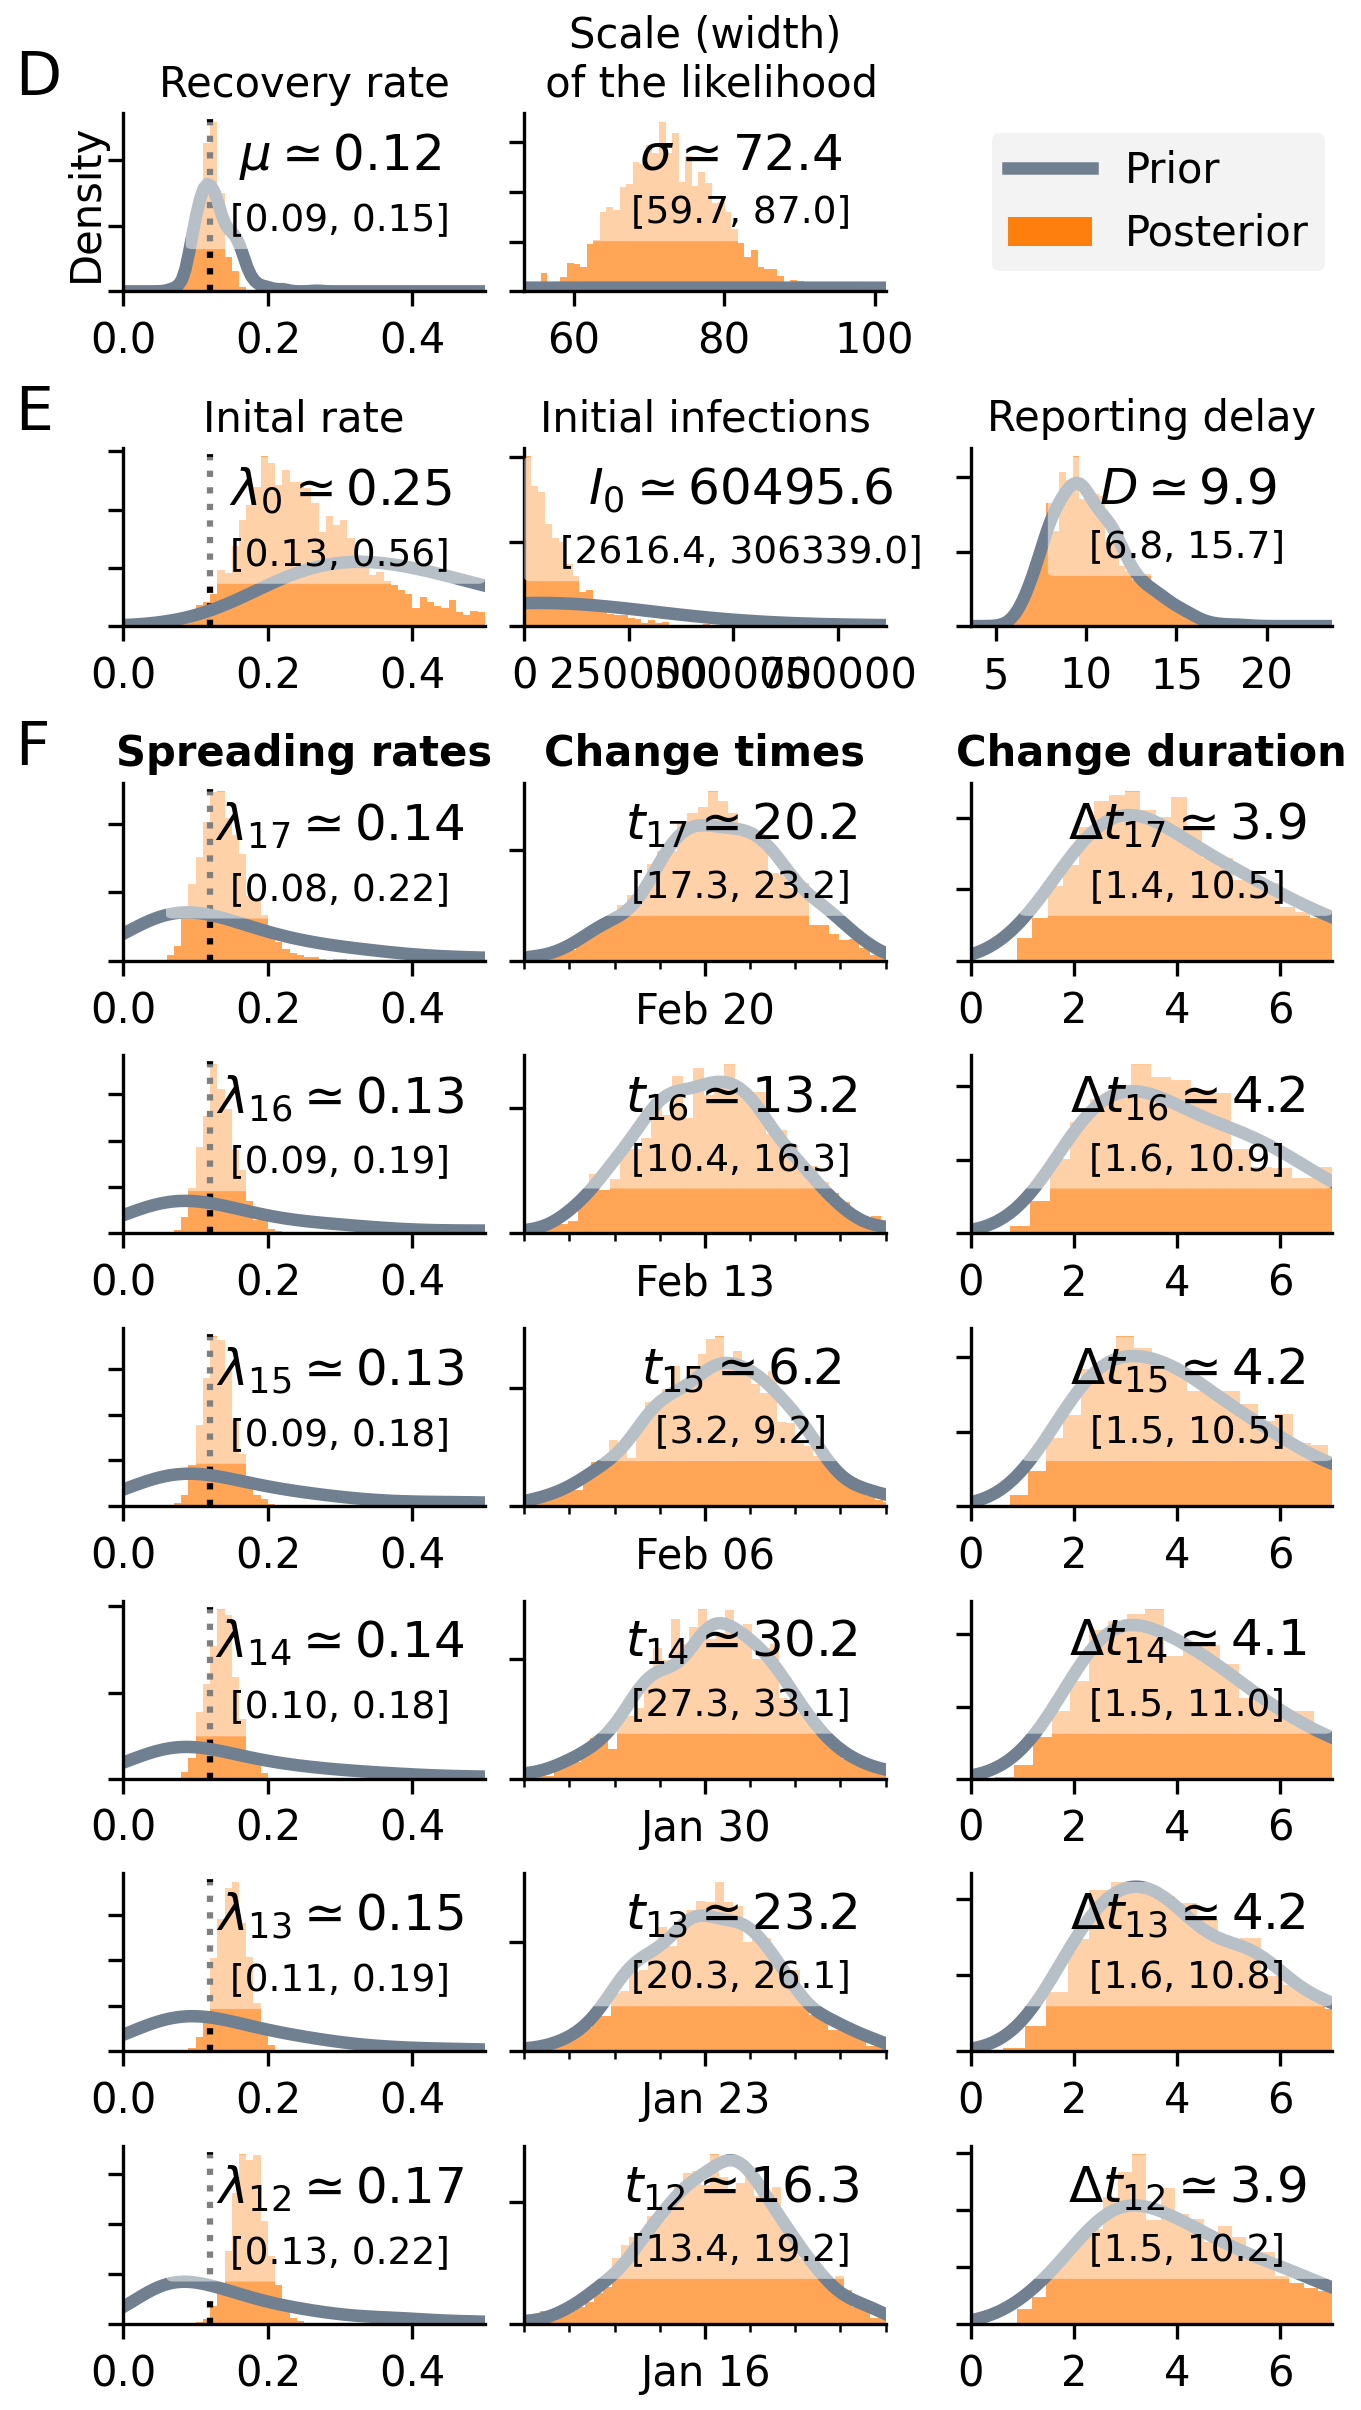 D
Recovery rate
Scale (width)
of the likelihood
Density
μ ≃ 0.12
[0.09, 0.15]
0.0 0.2 0.4
σ ≃ 72.4
[59.7, 87.0]
60 80 100
Prior
Posterior
E
Inital rate
Initial infections
Reporting delay
λ0 ≃ 0.25
[0.13, 0.56]
0.0 0.2 0.4
I0 ≃ 60495.6
[2616.4, 306339.0]
0 250000 500000 750000
D ≃ 9.9
[6.8, 15.7]
5 10 15 20
F
Spreading rates
Change times
Change duration
λ17 ≃ 0.14
[0.08, 0.22]
0.0 0.2 0.4
t17 ≃ 20.2
[17.3, 23.2]
Feb 20
Δt17 ≃ 3.9
[1.4, 10.5]
0 2 4 6
λ16 ≃ 0.13
[0.09, 0.19]
0.0 0.2 0.4
t16 ≃ 13.2
[10.4, 16.3]
Feb 13
Δt16 ≃ 4.2
[1.6, 10.9]
0 2 4 6
λ15 ≃ 0.13
[0.09, 0.18]
0.0 0.2 0.4
t15 ≃ 6.2
[3.2, 9.2]
Feb 06
Δt15 ≃ 4.2
[1.5, 10.5]
0 2 4 6
λ14 ≃ 0.14
[0.10, 0.18]
0.0 0.2 0.4
t14 ≃ 30.2
[27.3, 33.1]
Jan 30
Δt14 ≃ 4.1
[1.5, 11.0]
0 2 4 6
λ13 ≃ 0.15
[0.11, 0.19]
0.0 0.2 0.4
t13 ≃ 23.2
[20.3, 26.1]
Jan 23
Δt13 ≃ 4.2
[1.6, 10.8]
0 2 4 6
λ12 ≃ 0.17
[0.13, 0.22]
0.0 0.2 0.4
t12 ≃ 16.3
[13.4, 19.2]
Jan 16
Δt12 ≃ 3.9
[1.5, 10.2]
0 2 4 6